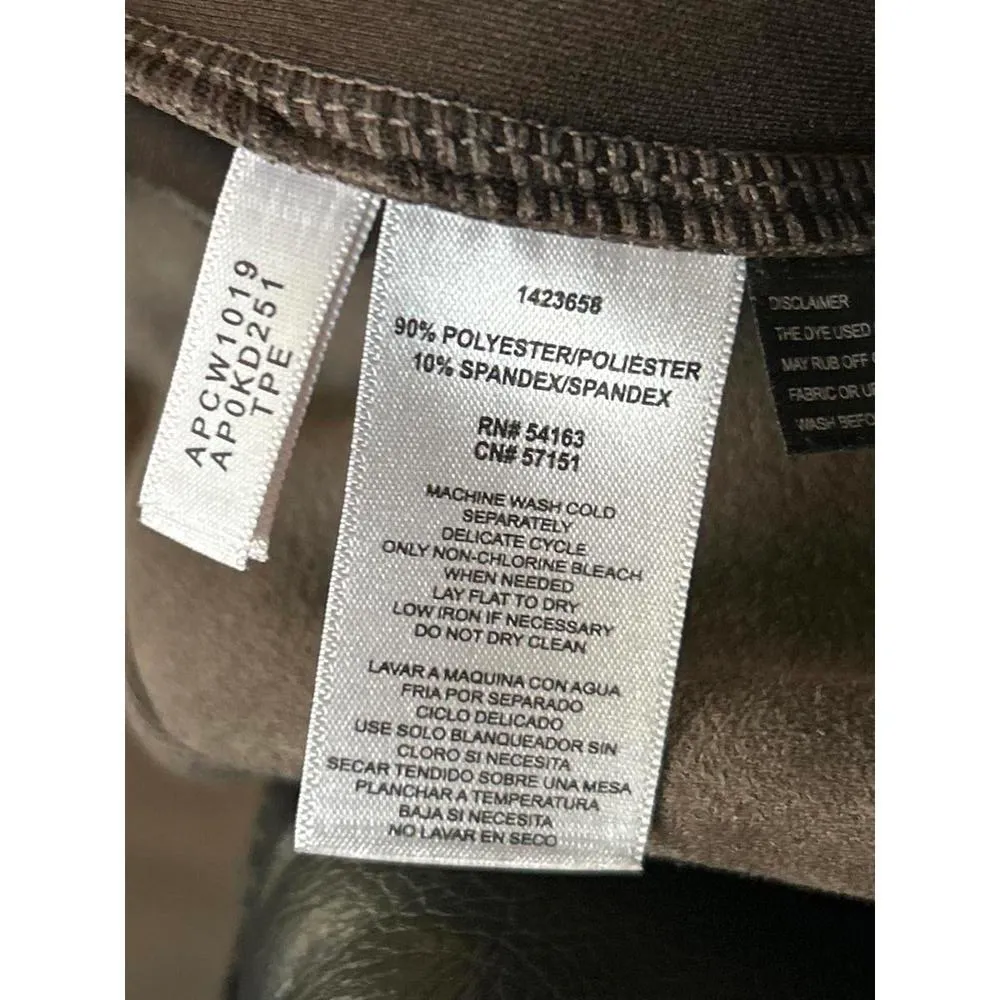 APCW1019
AP0KD251
TPE
1423658
90% POLYESTER/POLIÉSTER
10% SPANDEX/SPANDEX
RN# 54163
CN# 57151
MACHINE WASH COLD
SEPARATELY
DELICATE CYCLE
ONLY NON-CHLORINE BLEACH
WHEN NEEDED
LAY FLAT TO DRY
LOW IRON IF NECESSARY
DO NOT DRY CLEAN
LAVAR A MAQUINA CON AGUA
FRIA POR SEPARADO
CICLO DELICADO
USE SOLO BLANQUEADOR SIN
CLORO SI NECESITA
SECAR TENDIDO SOBRE UNA MESA
PLANCHAR A TEMPERATURA
BAJA SI NECESITA
NO LAVAR EN SECO
DISCLAIMER
THE DYE USED
MAY RUB OFF
FABRIC OR
WASH